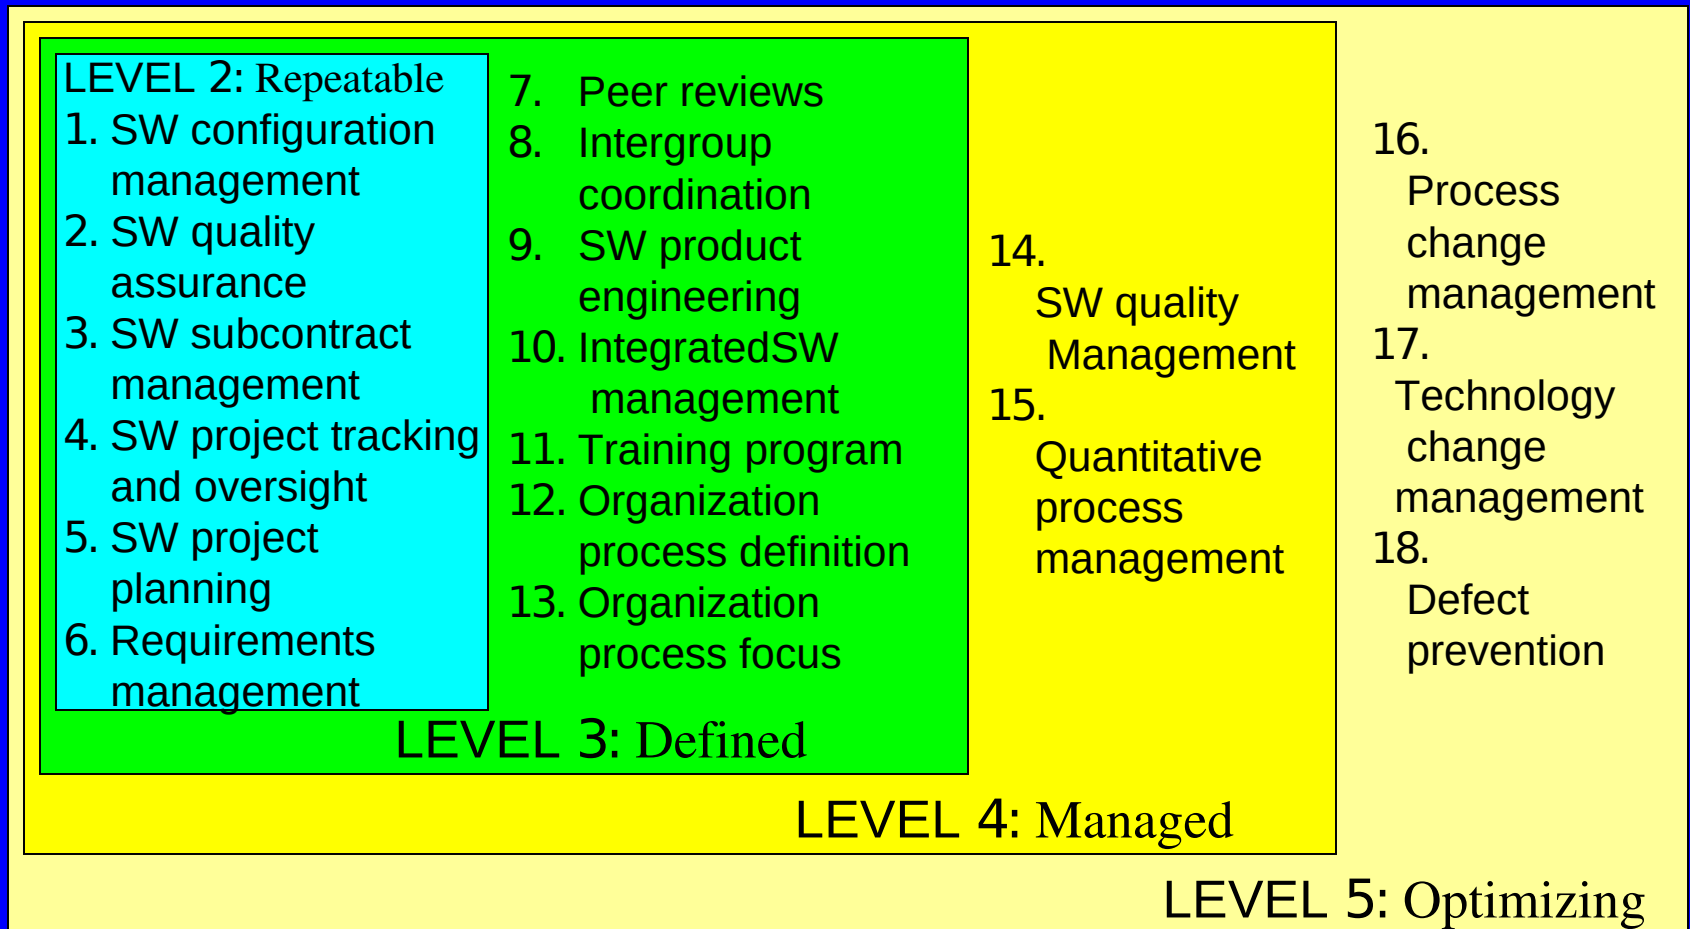 LEVEL 2: Repeatable
1. SW configuration
management
2. SW quality
assurance
3. SW subcontract
management
4. SW project tracking
and oversight
5. SW project
planning
6. Requirements
management
7. Peer reviews
8. Intergroup
coordination
9. SW product
engineering
10. IntegratedSW
management
11. Training program
12. Organization
process definition
13. Organization
process focus
LEVEL 3: Defined
14.
SW quality
Management
15.
Quantitative
process
management
LEVEL 4: Managed
16.
Process
change
management
17.
Technology
change
management
18.
Defect
prevention
LEVEL 5: Optimizing